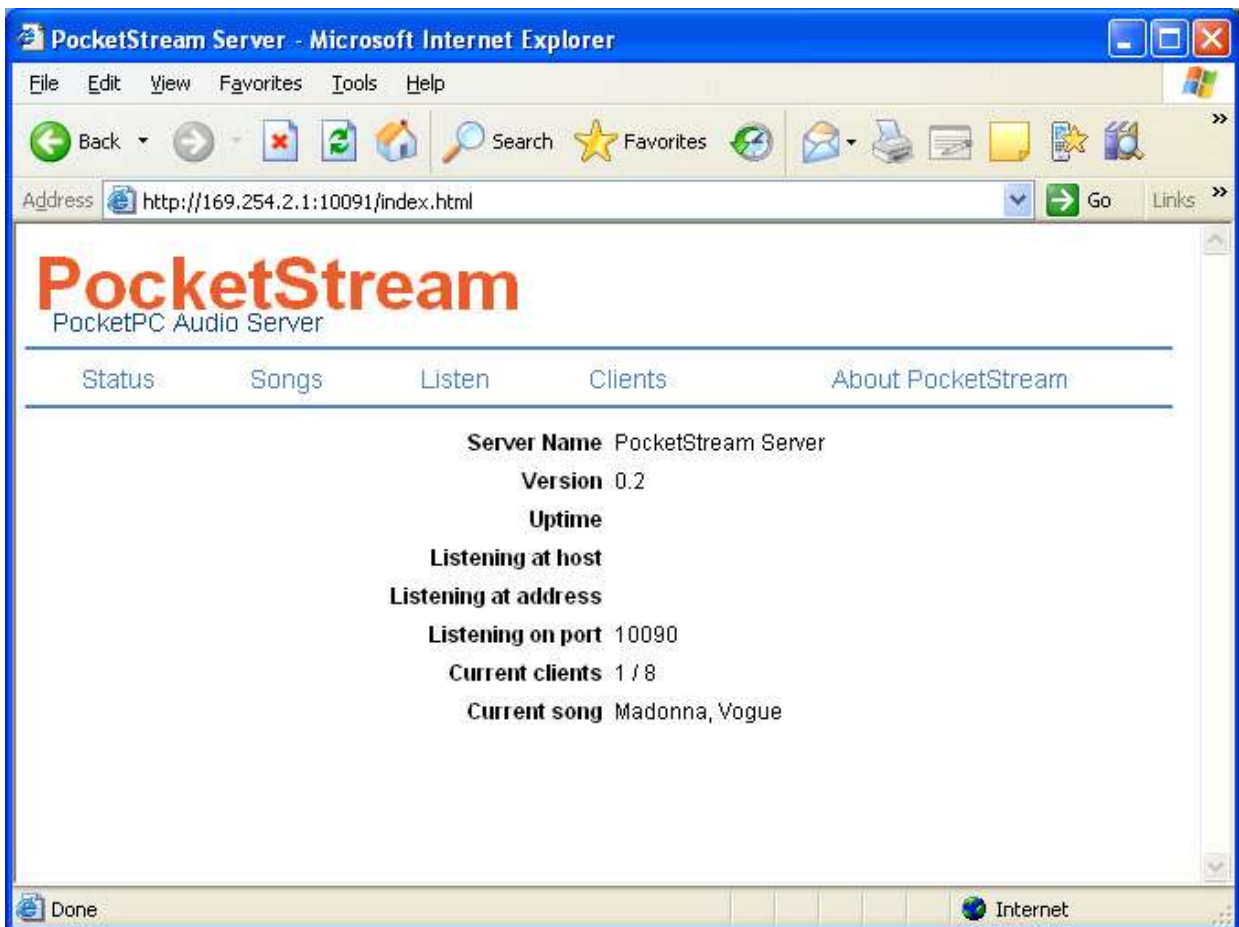 PocketStream Server - Microsoft Internet Explorer
File Edit View Favorites Tools Help
Back Search Favorites »
Address http://169.254.2.1:10091/index.html Go Links »
PocketStream
PocketPC Audio Server
Status Songs Listen Clients About PocketStream
Server Name PocketStream Server
Version 0.2
Uptime
Listening at host
Listening at address
Listening on port 10090
Current clients 1 / 8
Current song Madonna, Vogue
Done Internet